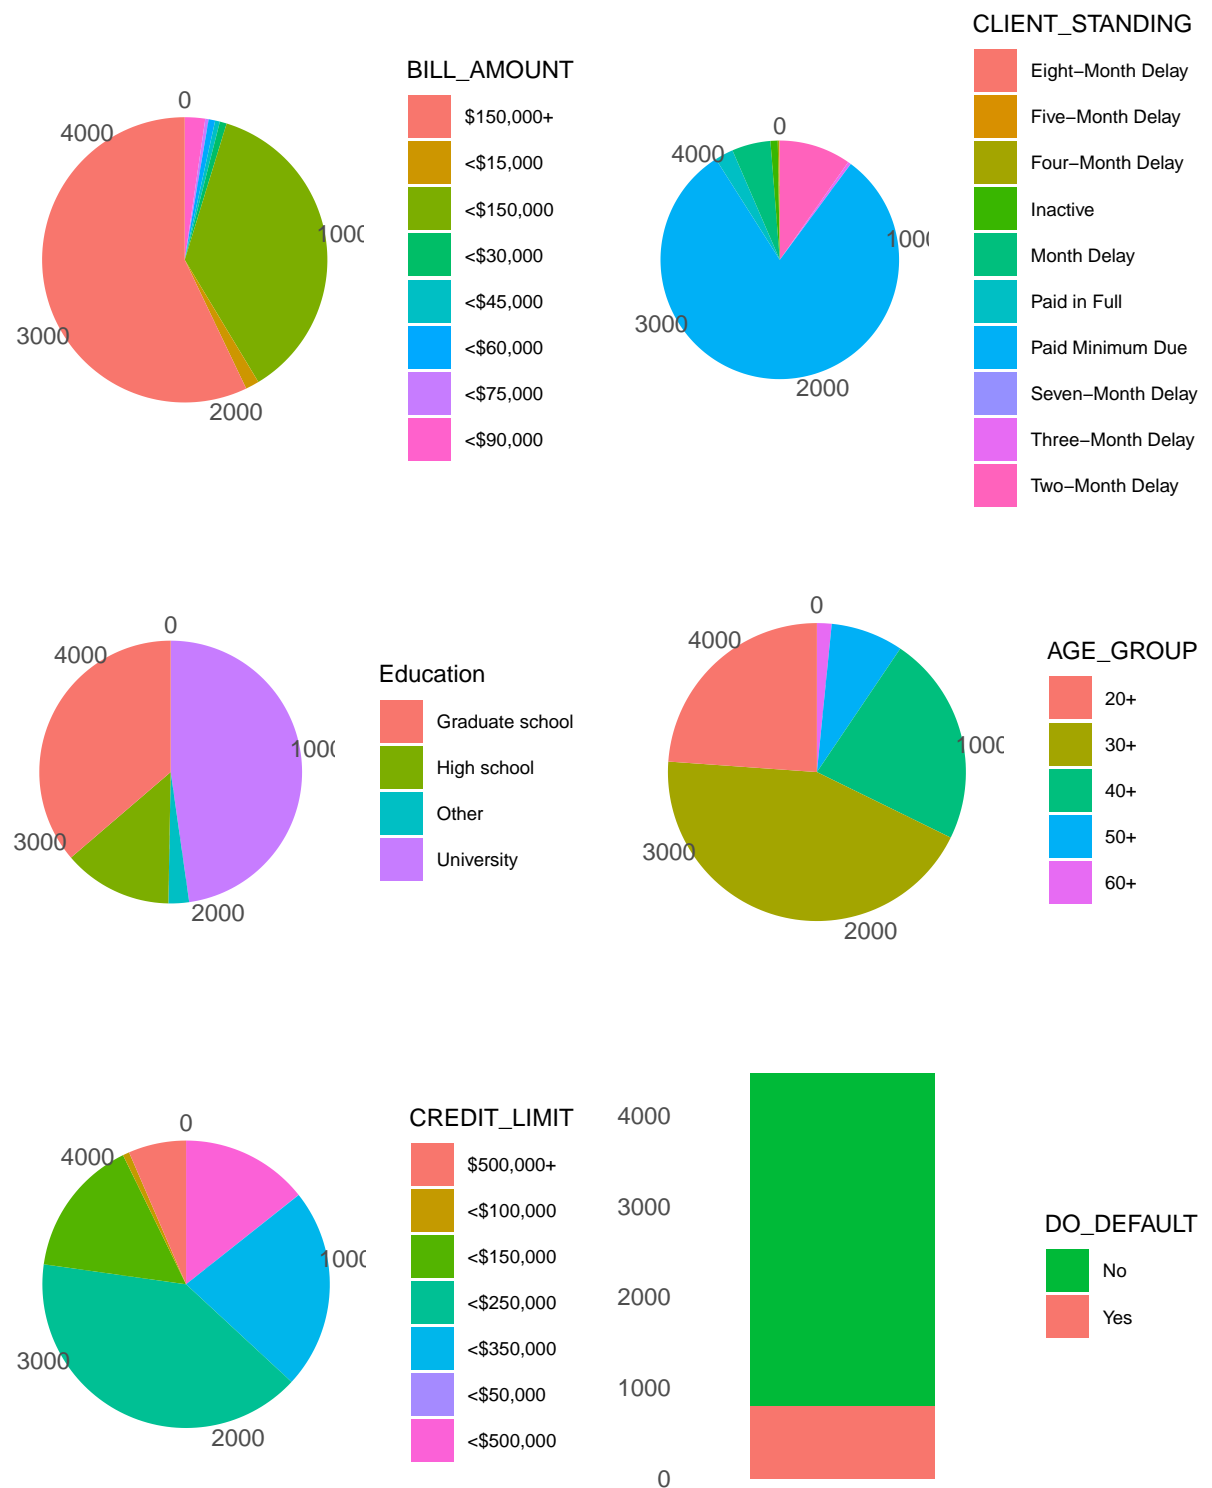 BILL_AMOUNT
$150,000+
<$15,000
<$150,000
<$30,000
<$45,000
<$60,000
<$75,000
<$90,000
0
1000
2000
3000
4000
CLIENT_STANDING
Eight−Month Delay
Five−Month Delay
Four−Month Delay
Inactive
Month Delay
Paid in Full
Paid Minimum Due
Seven−Month Delay
Three−Month Delay
Two−Month Delay
0
1000
2000
3000
4000
Education
Graduate school
High school
Other
University
0
1000
2000
3000
4000
AGE_GROUP
20+
30+
40+
50+
60+
0
1000
2000
3000
4000
CREDIT_LIMIT
$500,000+
<$100,000
<$150,000
<$250,000
<$350,000
<$50,000
<$500,000
0
1000
2000
3000
4000
DO_DEFAULT
No
Yes
4000
3000
2000
1000
0